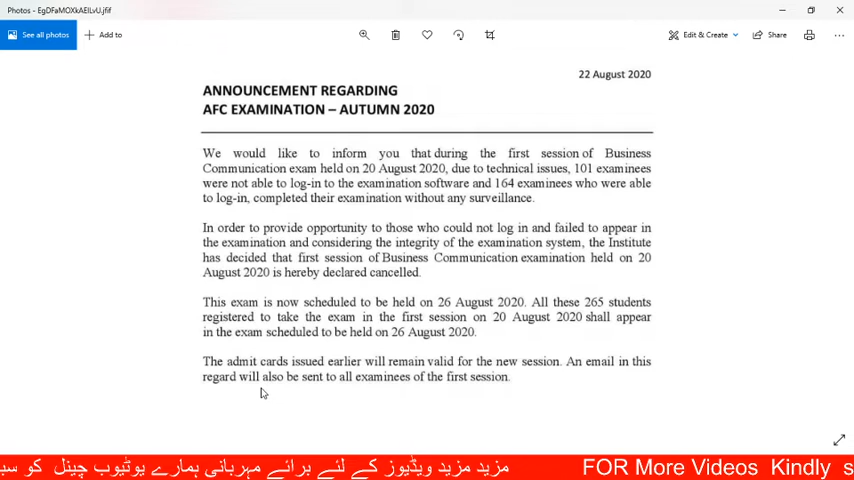 Photos - EgDFaMOXkAEILvU.jfif
See all photos
Add to
Edit & Create
Share
22 August 2020
ANNOUNCEMENT REGARDING
AFC EXAMINATION – AUTUMN 2020
We would like to inform you that during the first session of Business
Communication exam held on 20 August 2020, due to technical issues, 101 examinees
were not able to log-in to the examination software and 164 examinees who were able
to log-in, completed their examination without any surveillance.
In order to provide opportunity to those who could not log in and failed to appear in
the examination and considering the integrity of the examination system, the Institute
has decided that first session of Business Communication examination held on 20
August 2020 is hereby declared cancelled.
This exam is now scheduled to be held on 26 August 2020. All these 265 students
registered to take the exam in the first session on 20 August 2020 shall appear
in the exam scheduled to be held on 26 August 2020.
The admit cards issued earlier will remain valid for the new session. An email in this
regard will also be sent to all examinees of the first session.
مزید مزید ویڈیوز کے لئے برائے مہربانی ہمارے یوٹیوب چینل کو سب
FOR More Videos Kindly s